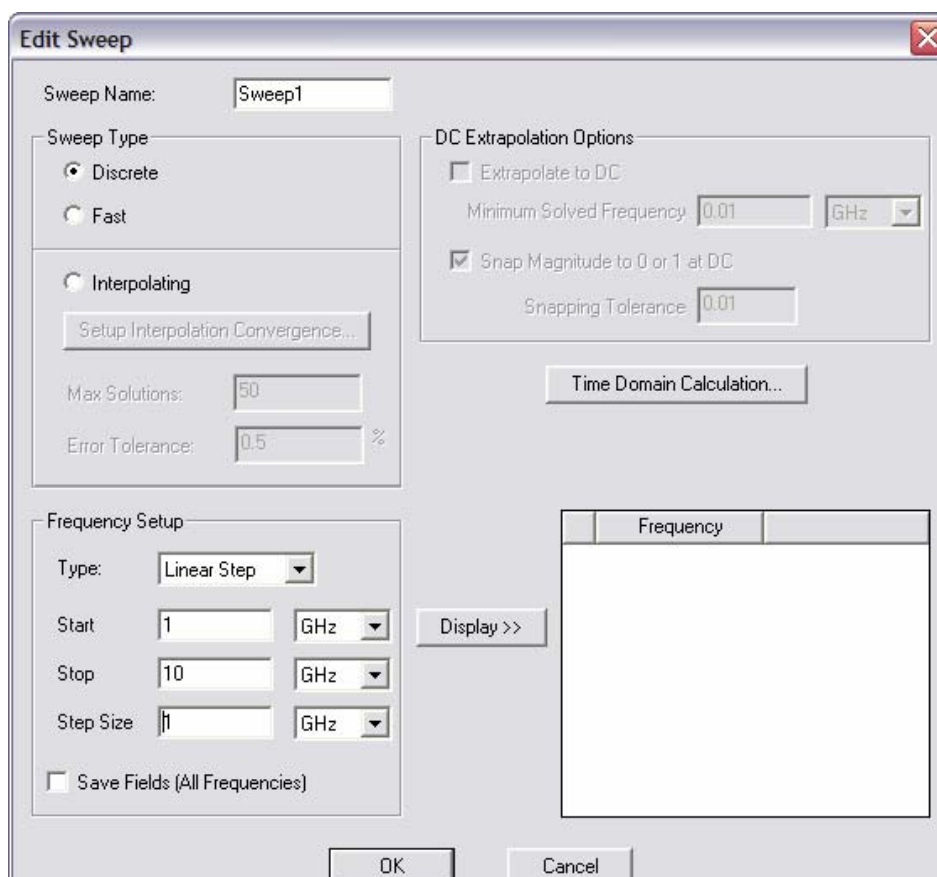 Edit Sweep
Sweep Name: Sweep1
Sweep Type
Discrete
Fast
Interpolating
Setup Interpolation Convergence...
Max Solutions: 50
Error Tolerance: 0.5 %
DC Extrapolation Options
Extrapolate to DC
Minimum Solved Frequency 0.01 GHz
Snap Magnitude to 0 or 1 at DC
Snapping Tolerance 0.01
Time Domain Calculation...
Frequency Setup
Type: Linear Step
Start 1 GHz
Stop 10 GHz
Step Size 1 GHz
Save Fields (All Frequencies)
Display >>
Frequency
OK Cancel